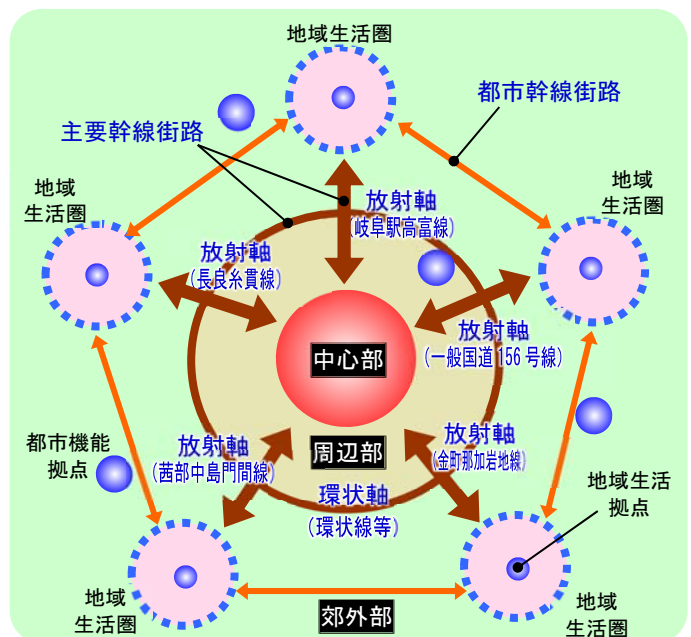 地域生活圏
都市幹線街路
主要幹線街路
地域
生活圏
地域
生活圏
放射軸
(岐阜駅高富線)
放射軸
(長良糸貫線)
放射軸
(一般国道156号線)
中心部
放射軸
(茜部中島門間線)
周辺部
放射軸
(金町那加岩地線)
都市機能
拠点
環状軸
(環状線等)
地域生活
拠点
地域
生活圏
郊外部
地域
生活圏